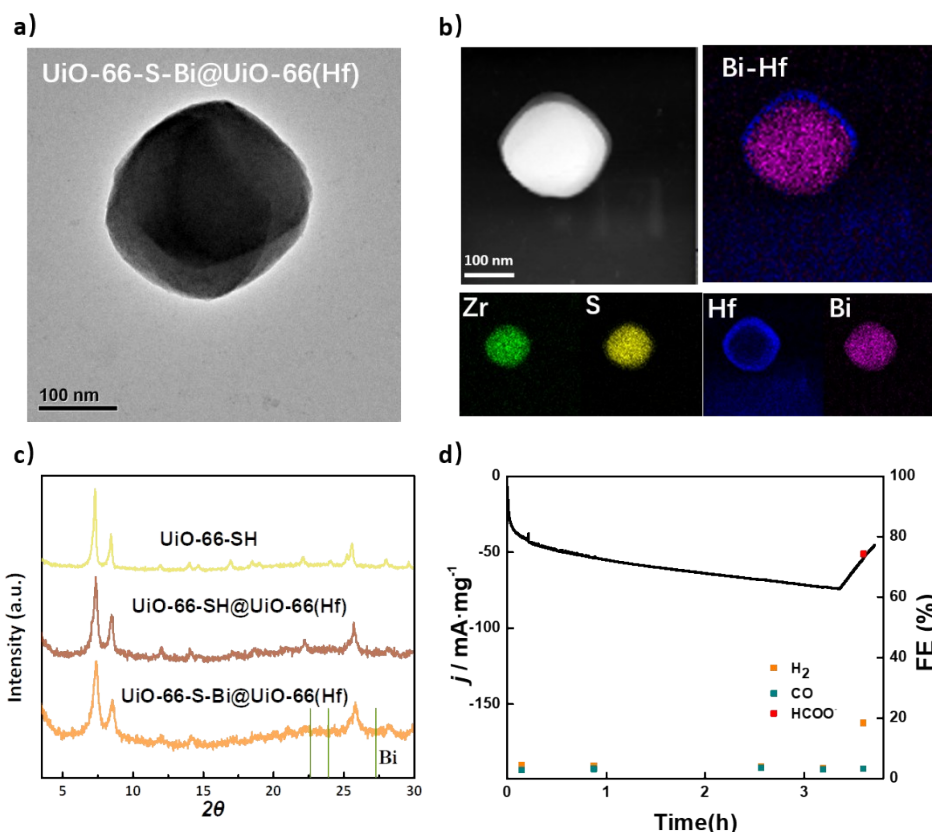 a)
UiO-66-S-Bi@UiO-66(Hf)
100 nm
b)
Bi-Hf
100 nm
Zr
S
Hf
Bi
c)
UiO-66-SH
UiO-66-SH@UiO-66(Hf)
UiO-66-S-Bi@UiO-66(Hf)
Bi
Intensity (a.u.)
5 10 15 20 25 30
2θ
d)
0
-50
-100
-150
j / mA·mg⁻¹
100
80
60
40
20
0
FE (%)
H₂
CO
HCOO⁻
0 1 2 3
Time(h)